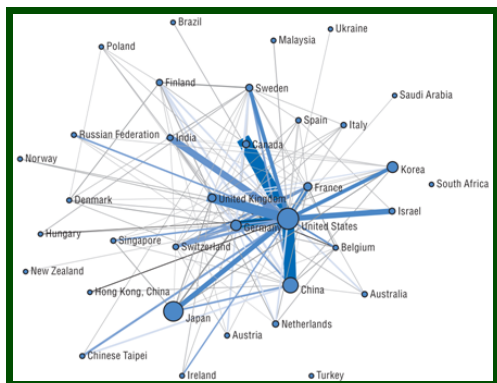 Brazil
Ukraine
Malaysia
Poland
Finland
Sweden
Saudi Arabia
Spain
Italy
Russian Federation
India
Canada
Norway
Korea
South Africa
France
Denmark
United Kingdom
Israel
United States
German
Hungary
Singapore
Switzerland
Belgium
New Zealand
Hong Kong, China
China
Australia
Japan
Netherlands
Austria
Chinese Taipei
Ireland
Turkey